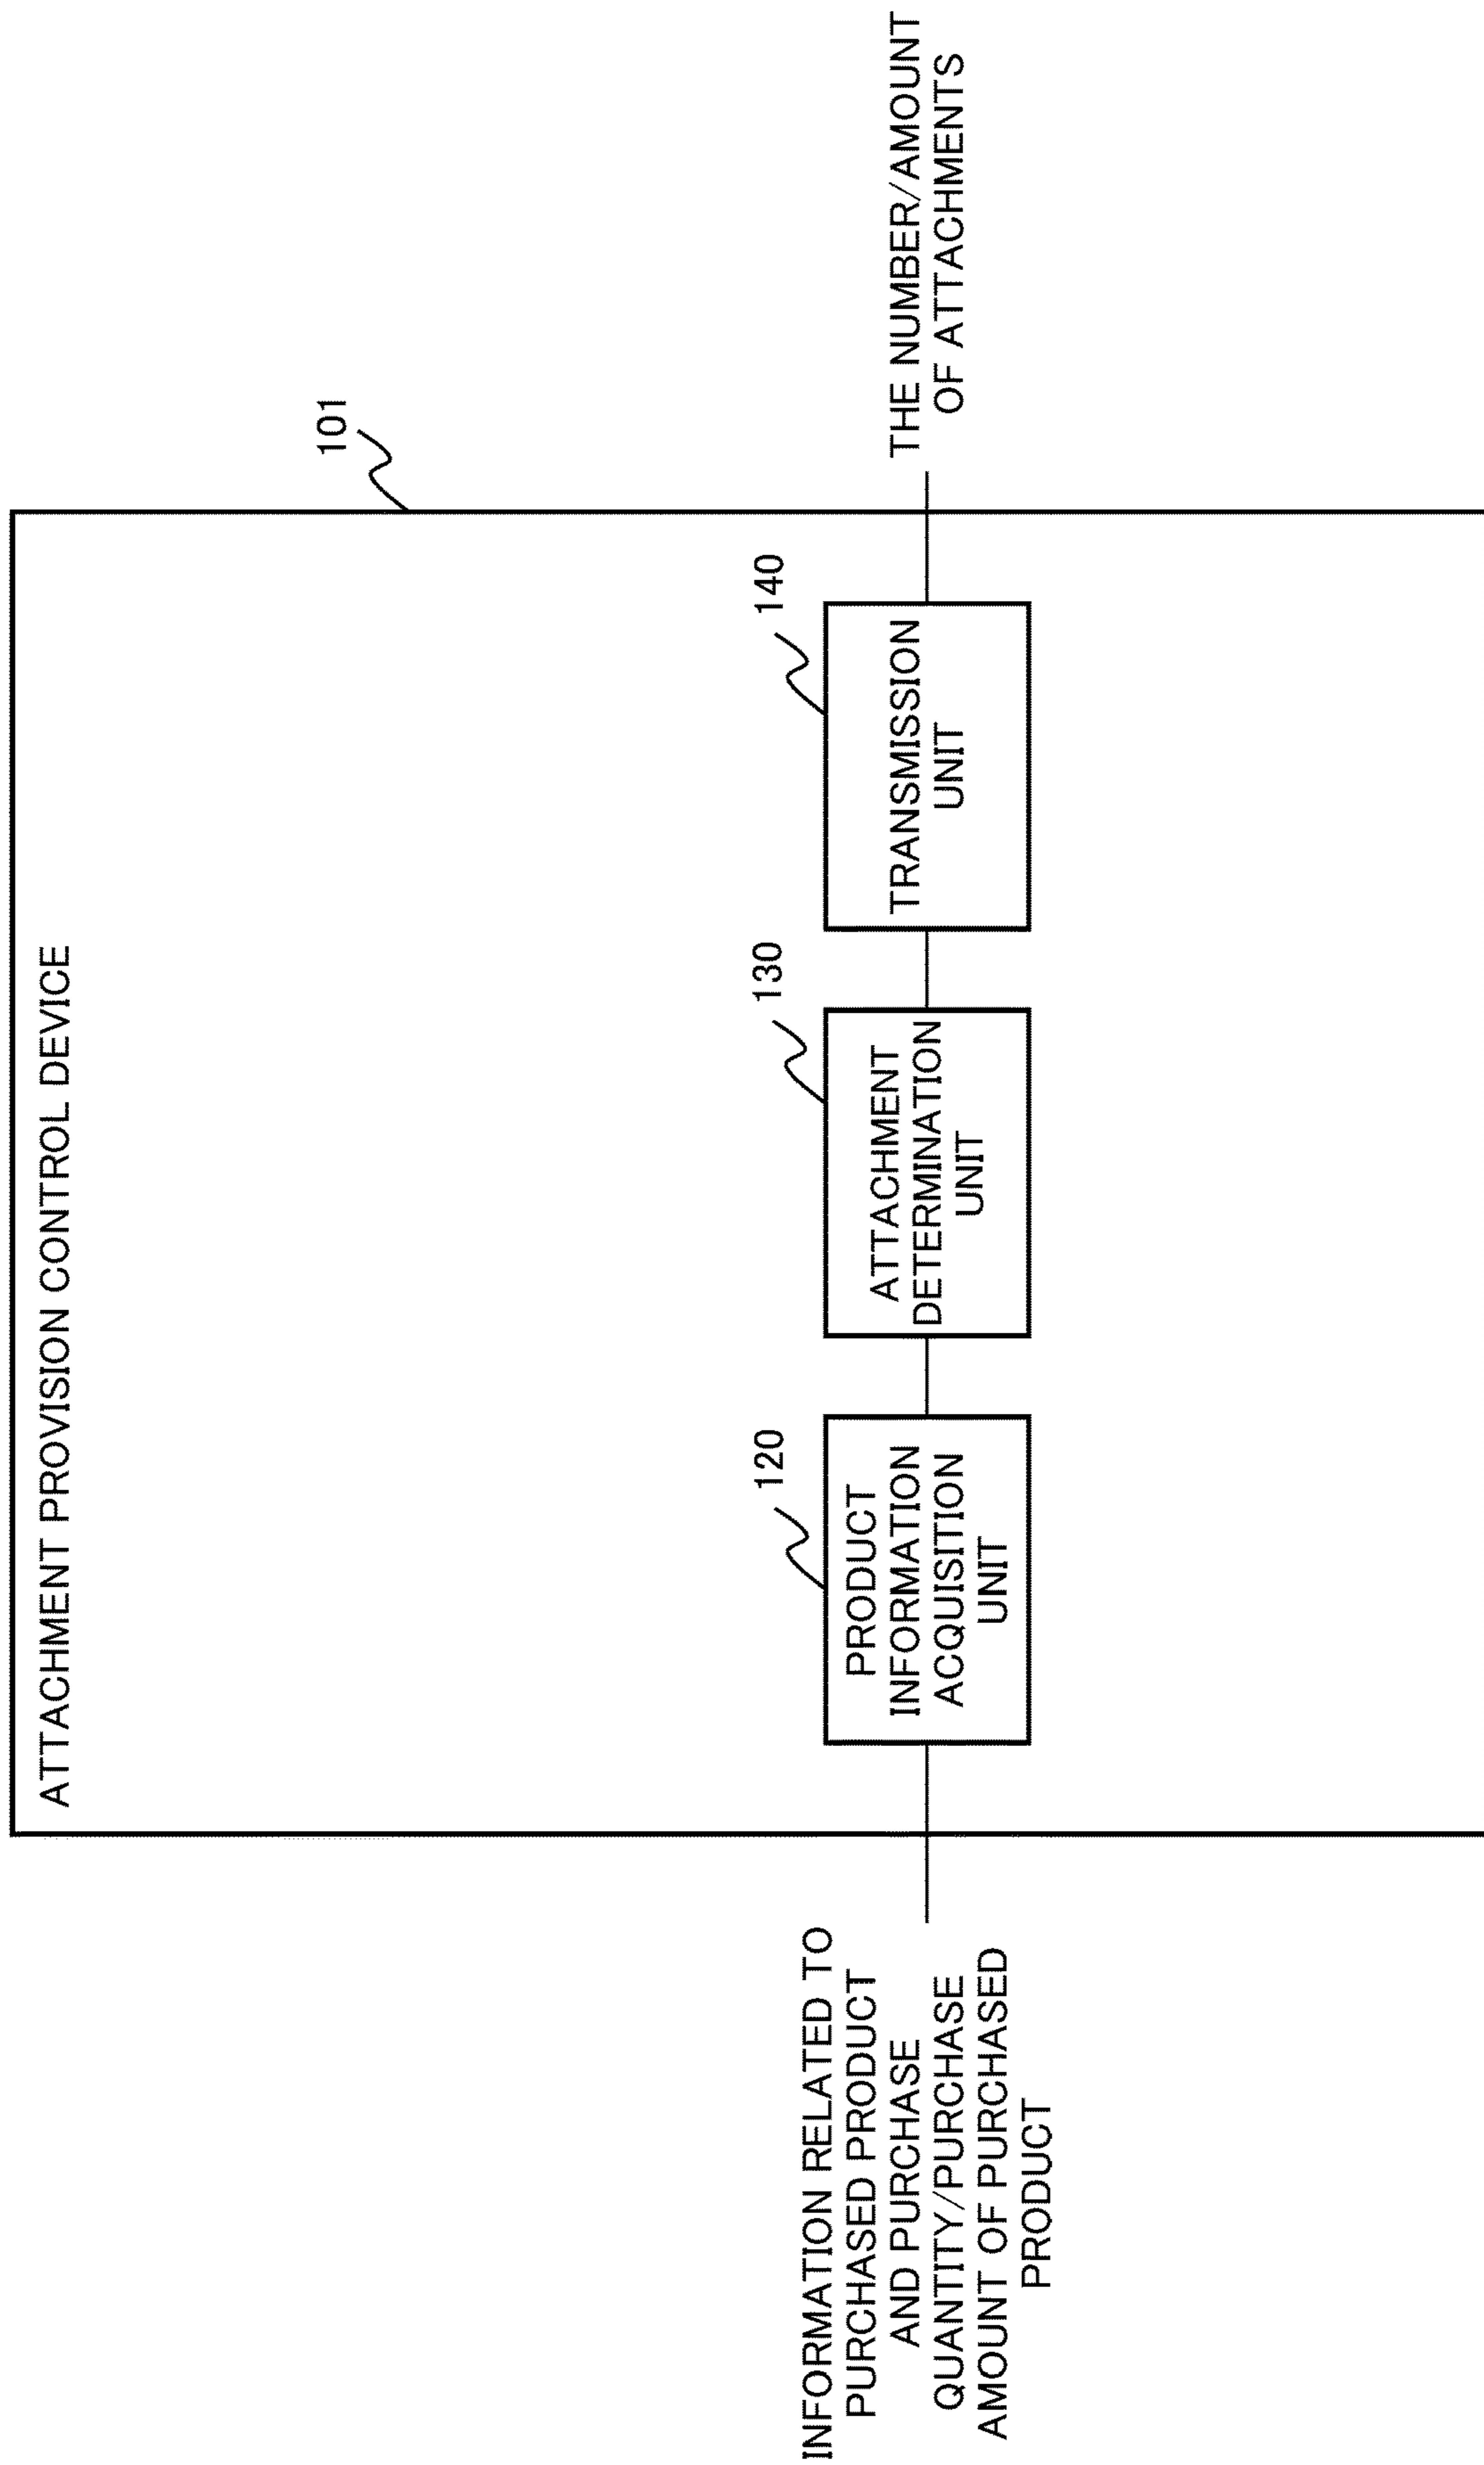 ATTACHMENT PROVISION CONTROL DEVICE
101
INFORMATION RELATED TO
PURCHASED PRODUCT
AND PURCHASE
QUANTITY/PURCHASE
AMOUNT OF PURCHASED
PRODUCT
120
PRODUCT
INFORMATION
ACQUISITION
UNIT
130
ATTACHMENT
DETERMINATION
UNIT
140
TRANSMISSION
UNIT
THE NUMBER/AMOUNT
OF ATTACHMENTS